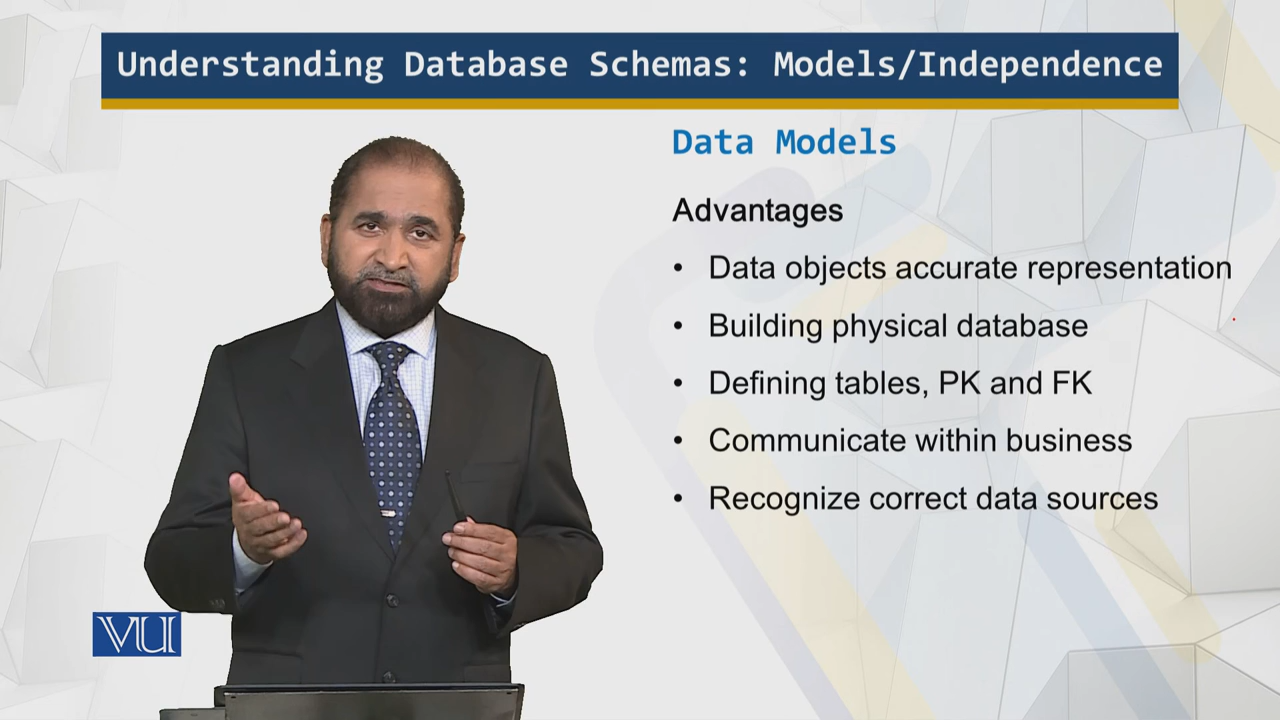 Understanding Database Schemas: Models/Independence
Data Models
Advantages
• Data objects accurate representation
• Building physical database
• Defining tables, PK and FK
• Communicate within business
• Recognize correct data sources
VU